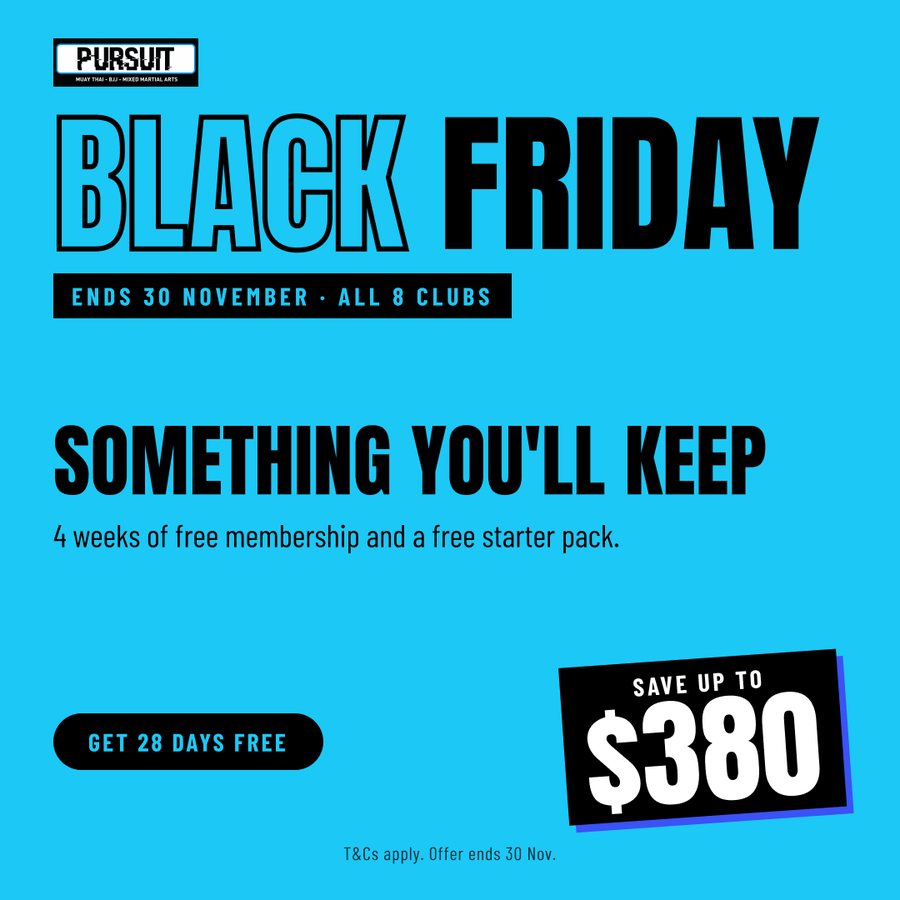 PURSUIT
MUAY THAI • BJJ • MIXED MARTIAL ARTS
BLACK FRIDAY
ENDS 30 NOVEMBER · ALL 8 CLUBS
SOMETHING YOU'LL KEEP
4 weeks of free membership and a free starter pack.
SAVE UP TO
$380
GET 28 DAYS FREE
T&Cs apply. Offer ends 30 Nov.